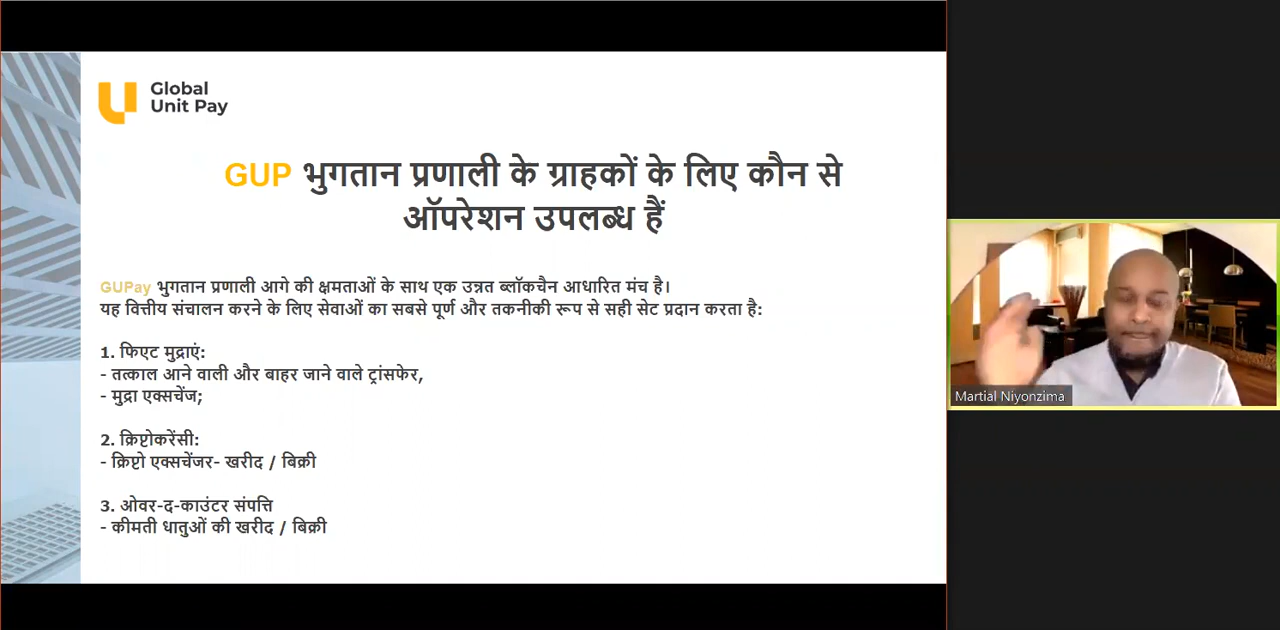 Global
Unit Pay
GUP भुगतान प्रणाली के ग्राहकों के लिए कौन से
ऑपरेशन उपलब्ध हैं
GUPay भुगतान प्रणाली आगे की क्षमताओं के साथ एक उन्नत ब्लॉकचैन आधारित मंच है।
यह वित्तीय संचालन करने के लिए सेवाओं का सबसे पूर्ण और तकनीकी रूप से सही सेट प्रदान करता है:
1. फिएट मुद्राएं:
- तत्काल आने वाली और बाहर जाने वाले ट्रांसफेर,
- मुद्रा एक्सचेंज;
2. क्रिप्टोकरेंसी:
- क्रिप्टो एक्सचेंजर- खरीद / बिक्री
3. ओवर-द-काउंटर संपत्ति
- कीमती धातुओं की खरीद / बिक्री
Martial Niyonzima